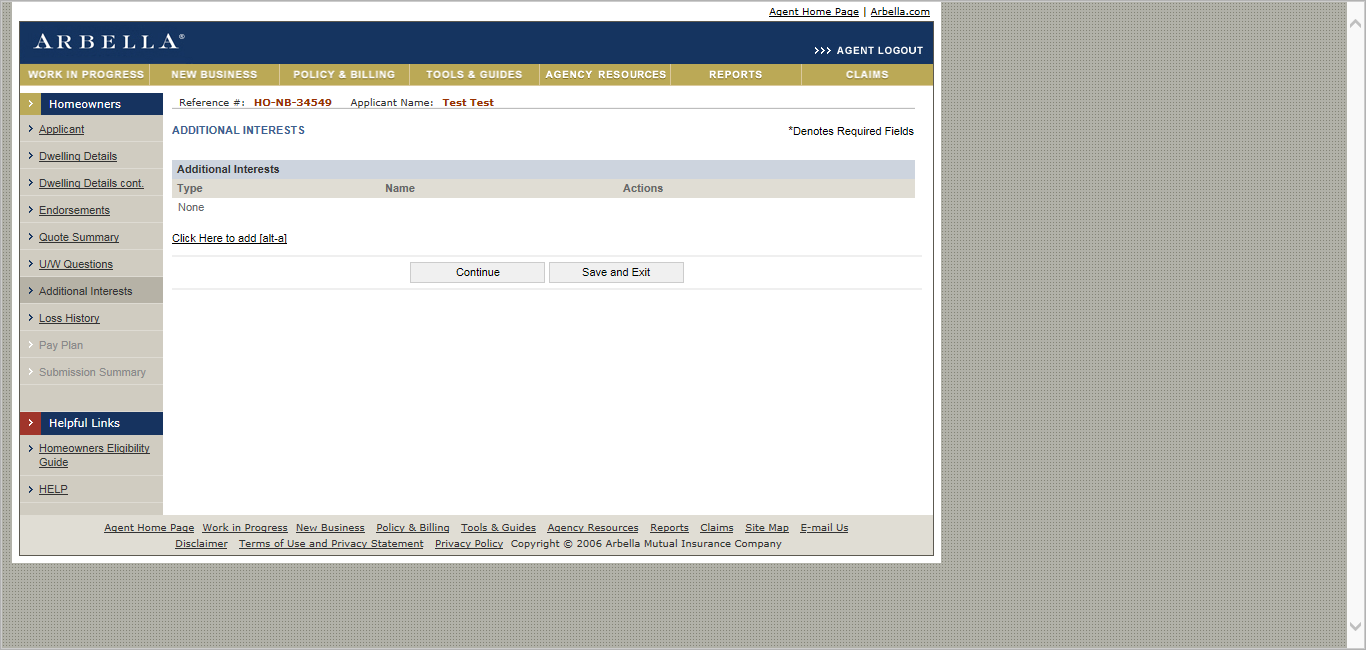 Agent Home Page | Arbella.com
ARBELLA®
>>> AGENT LOGOUT
WORK IN PROGRESS NEW BUSINESS POLICY & BILLING TOOLS & GUIDES AGENCY RESOURCES REPORTS CLAIMS
Homeowners
Applicant
Dwelling Details
Dwelling Details cont.
Endorsements
Quote Summary
U/W Questions
Additional Interests
Loss History
Pay Plan
Submission Summary
Helpful Links
Homeowners Eligibility
Guide
HELP
Reference #: HO-NB-34549 Applicant Name: Test Test
ADDITIONAL INTERESTS
*Denotes Required Fields
Additional Interests
Type Name Actions
None
Click Here to add [alt-a]
Continue Save and Exit
Agent Home Page Work in Progress New Business Policy & Billing Tools & Guides Agency Resources Reports Claims Site Map E-mail Us
Disclaimer Terms of Use and Privacy Statement Privacy Policy Copyright © 2006 Arbella Mutual Insurance Company